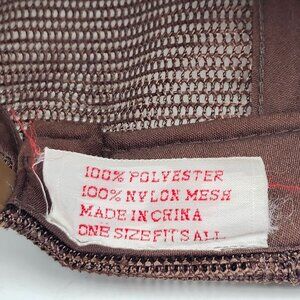 100% POLYESTER
100% NYLON MESH
MADE IN CHINA
ONE SIZE FITS ALL